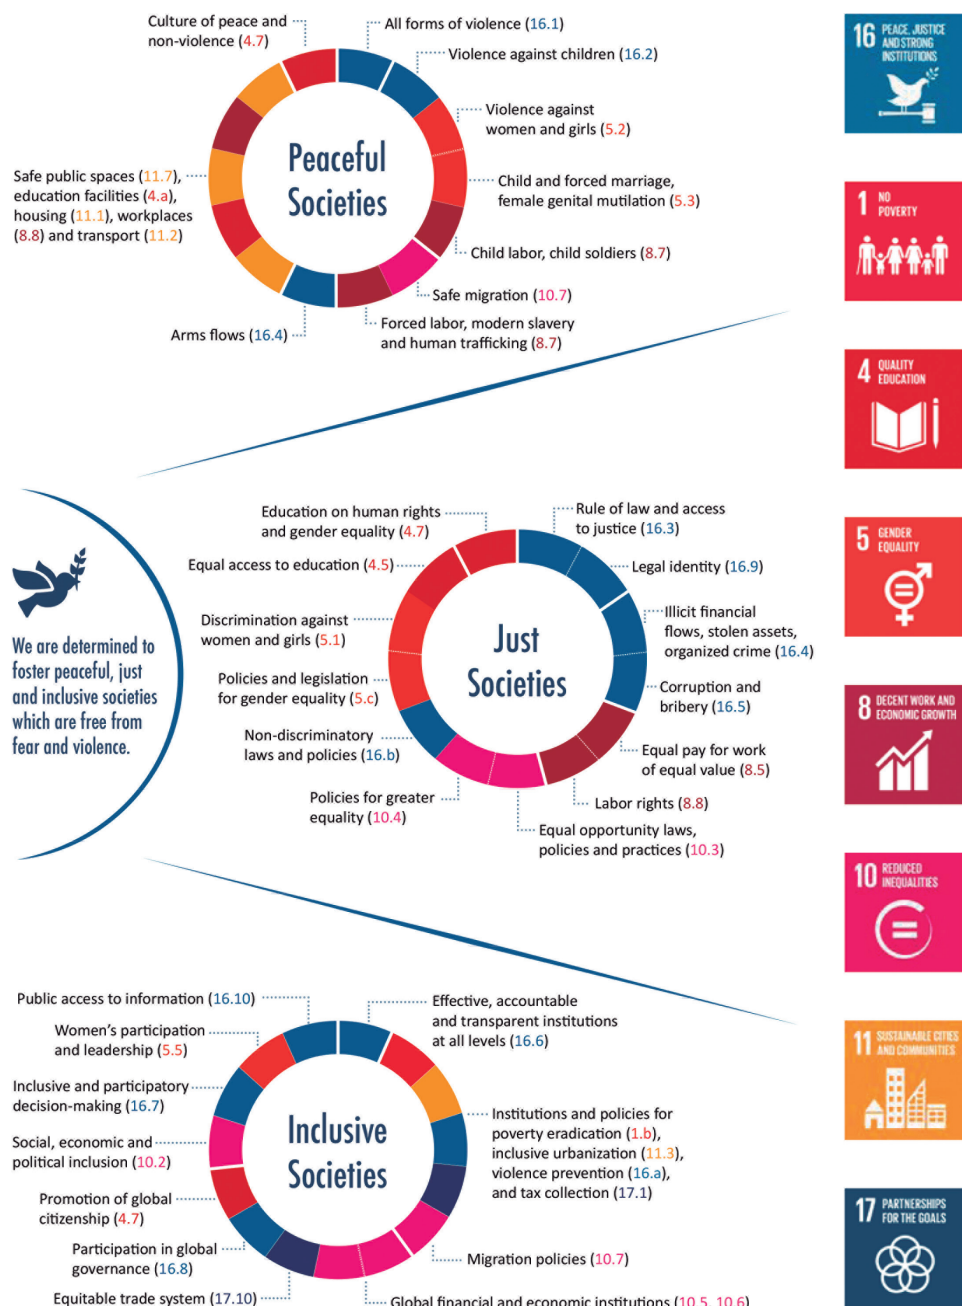 Culture of peace and
non-violence (4.7)
All forms of violence (16.1)
Violence against children (16.2)
Violence against
women and girls (5.2)
Child and forced marriage,
female genital mutilation (5.3)
Child labor, child soldiers (8.7)
Safe migration (10.7)
Forced labor, modern slavery
and human trafficking (8.7)
Arms flows (16.4)
Safe public spaces (11.7),
education facilities (4.a),
housing (11.1), workplaces
(8.8) and transport (11.2)
Peaceful
Societies
We are determined to
foster peaceful, just
and inclusive societies
which are free from
fear and violence.
Education on human rights
and gender equality (4.7)
Equal access to education (4.5)
Discrimination against
women and girls (5.1)
Policies and legislation
for gender equality (5.c)
Non-discriminatory
laws and policies (16.b)
Policies for greater
equality (10.4)
Rule of law and access
to justice (16.3)
Legal identity (16.9)
Illicit financial
flows, stolen assets,
organized crime (16.4)
Corruption and
bribery (16.5)
Equal pay for work
of equal value (8.5)
Labor rights (8.8)
Equal opportunity laws,
policies and practices (10.3)
Just
Societies
Public access to information (16.10)
Women's participation
and leadership (5.5)
Inclusive and participatory
decision-making (16.7)
Social, economic and
political inclusion (10.2)
Promotion of global
citizenship (4.7)
Participation in global
governance (16.8)
Equitable trade system (17.10)
Effective, accountable
and transparent institutions
at all levels (16.6)
Institutions and policies for
poverty eradication (1.b),
inclusive urbanization (11.3),
violence prevention (16.a),
and tax collection (17.1)
Migration policies (10.7)
Global financial and economic institutions (10.5, 10.6)
Inclusive
Societies
16 PEACE, JUSTICE
AND STRONG
INSTITUTIONS
1 NO
POVERTY
4 QUALITY
EDUCATION
5 GENDER
EQUALITY
8 DECENT WORK AND
ECONOMIC GROWTH
10 REDUCED
INEQUALITIES
11 SUSTAINABLE CITIES
AND COMMUNITIES
17 PARTNERSHIPS
FOR THE GOALS